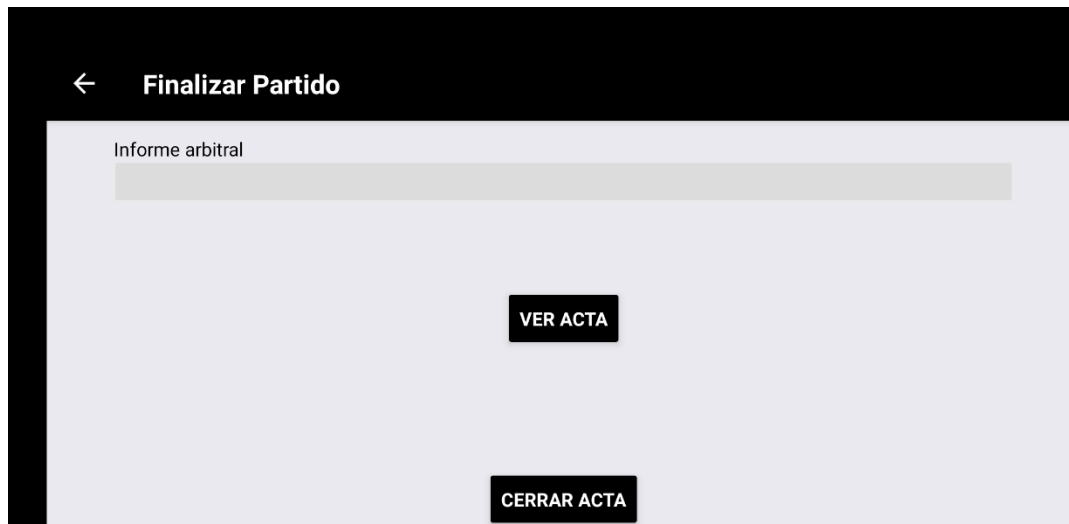 Finalizar Partido
Informe arbitral
VER ACTA
CERRAR ACTA